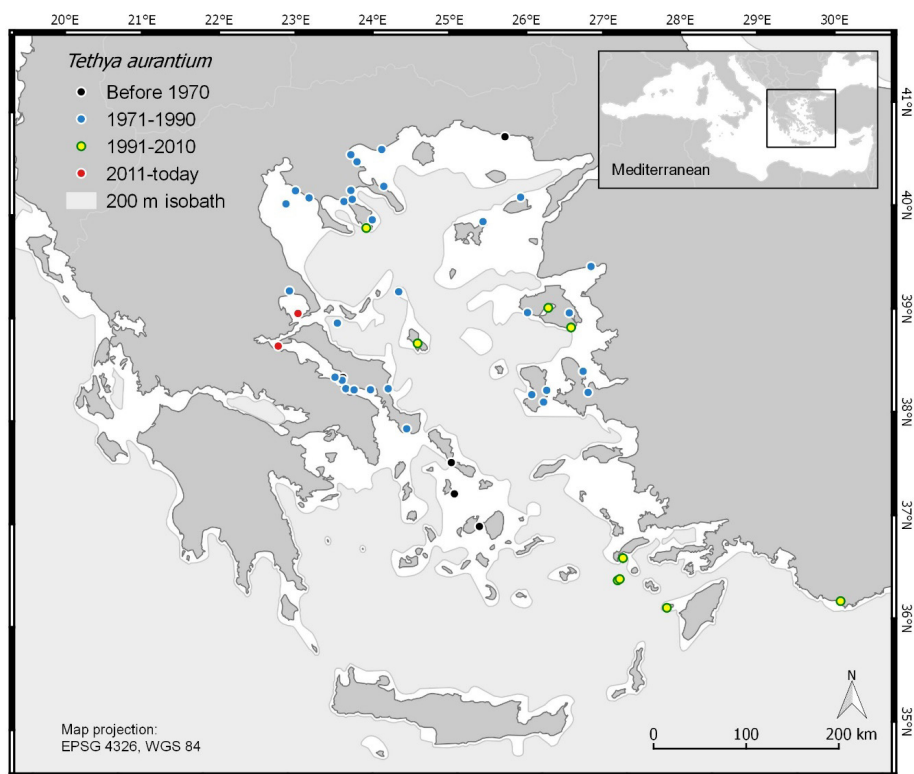 20°E 21°E 22°E 23°E 24°E 25°E 26°E 27°E 28°E 29°E 30°E
Tethya aurantium
Before 1970
1971-1990
1991-2010
2011-today
200 m isobath
Mediterranean
41°N
40°N
39°N
38°N
37°N
36°N
35°N
N
Map projection:
EPSG 4326, WGS 84
0 100 200 km